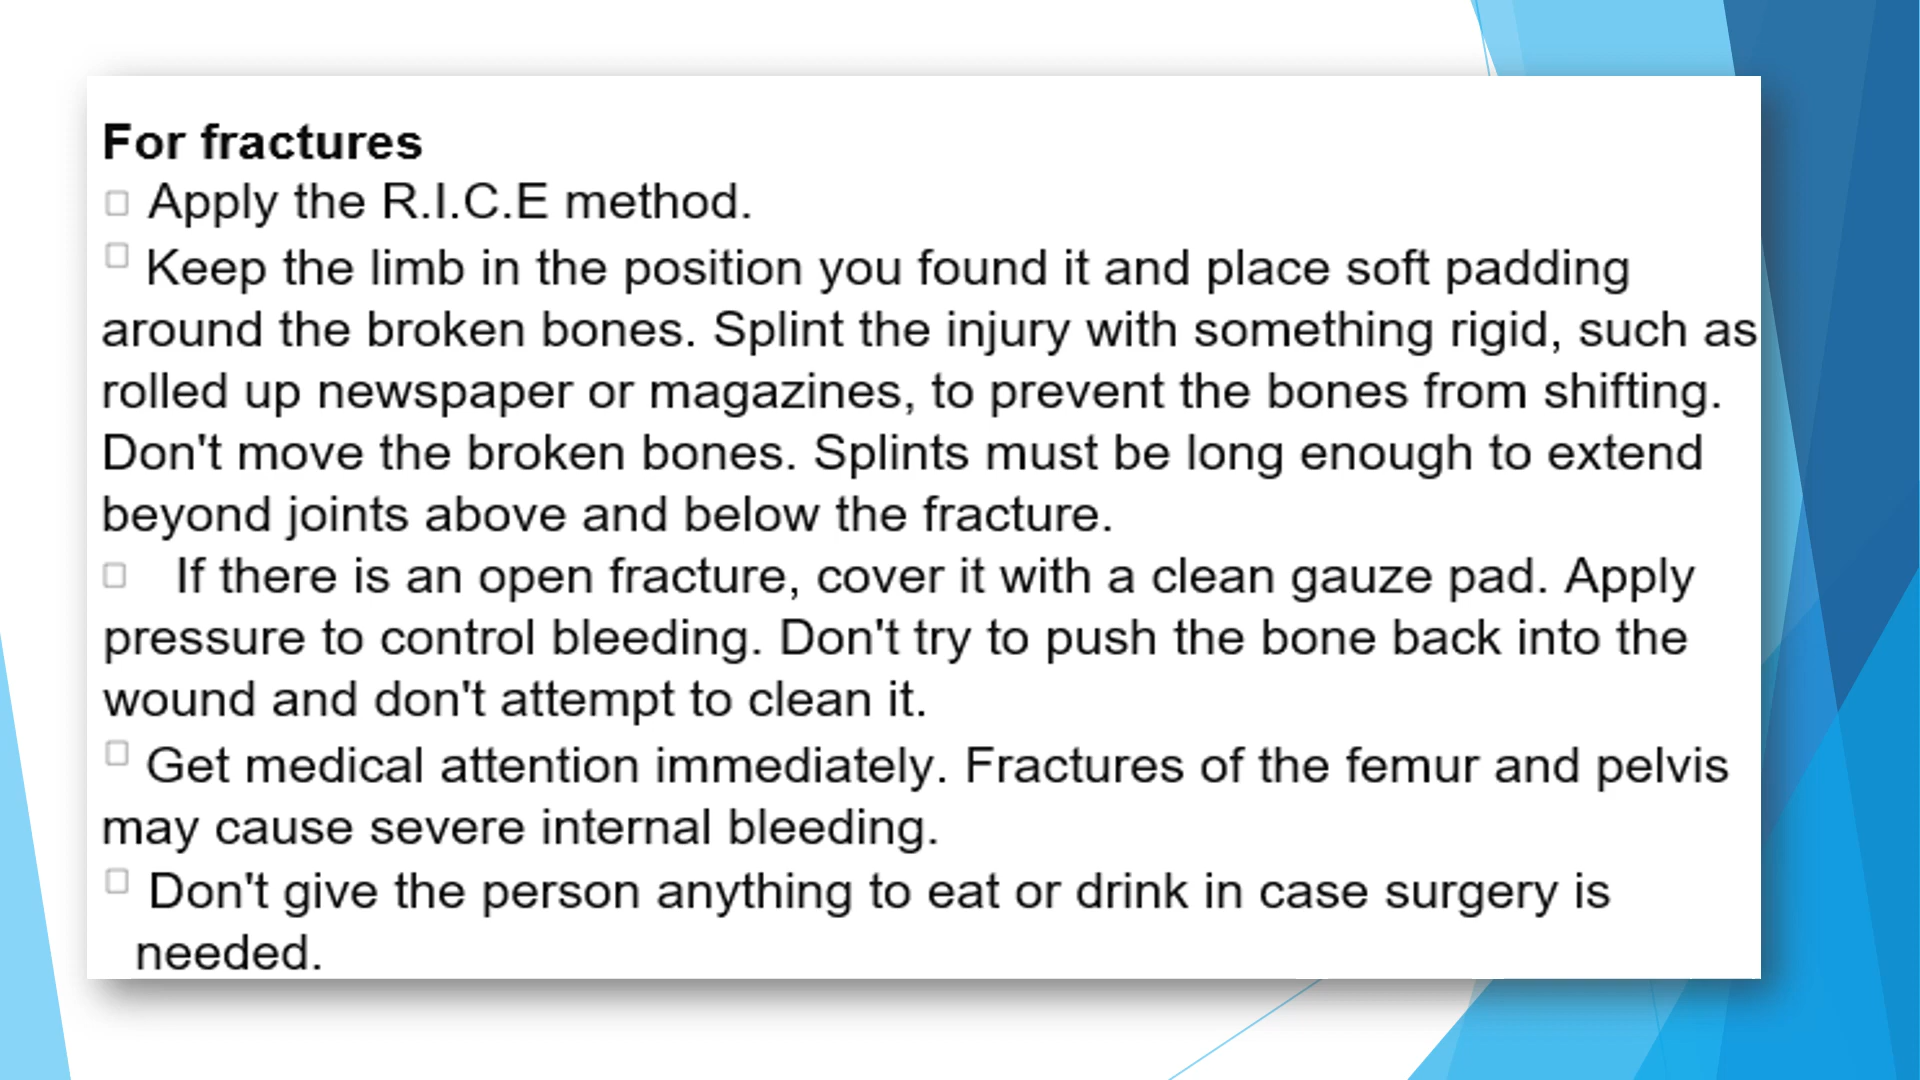 For fractures
□ Apply the R.I.C.E method.
□ Keep the limb in the position you found it and place soft padding
around the broken bones. Splint the injury with something rigid, such as
rolled up newspaper or magazines, to prevent the bones from shifting.
Don't move the broken bones. Splints must be long enough to extend
beyond joints above and below the fracture.
□ If there is an open fracture, cover it with a clean gauze pad. Apply
pressure to control bleeding. Don't try to push the bone back into the
wound and don't attempt to clean it.
□ Get medical attention immediately. Fractures of the femur and pelvis
may cause severe internal bleeding.
□ Don't give the person anything to eat or drink in case surgery is
needed.